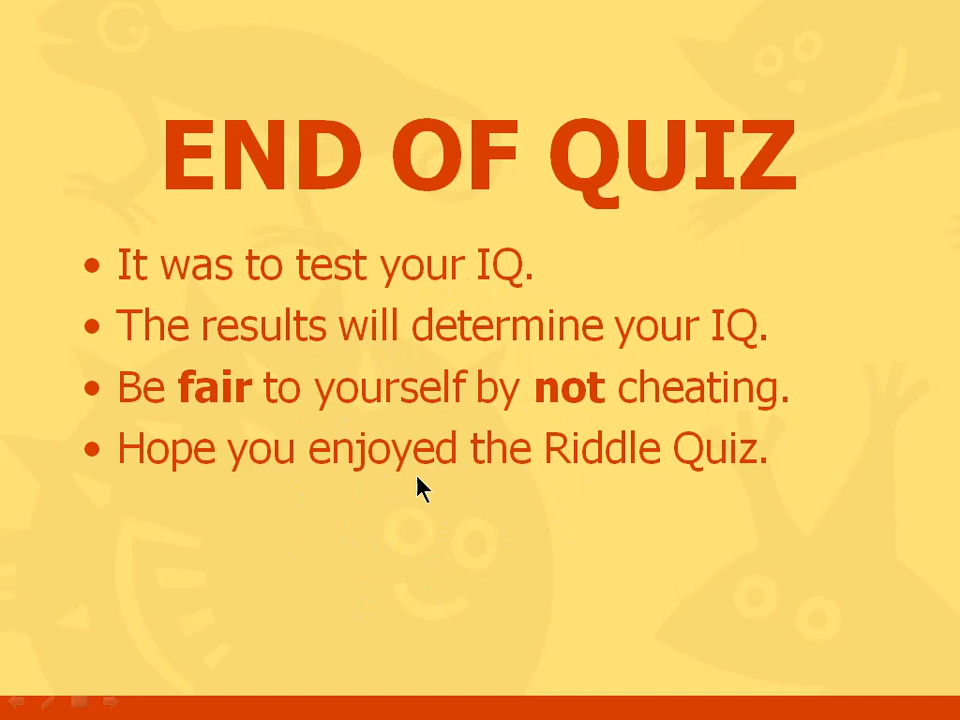 END OF QUIZ
• It was to test your IQ.
• The results will determine your IQ.
• Be fair to yourself by not cheating.
• Hope you enjoyed the Riddle Quiz.